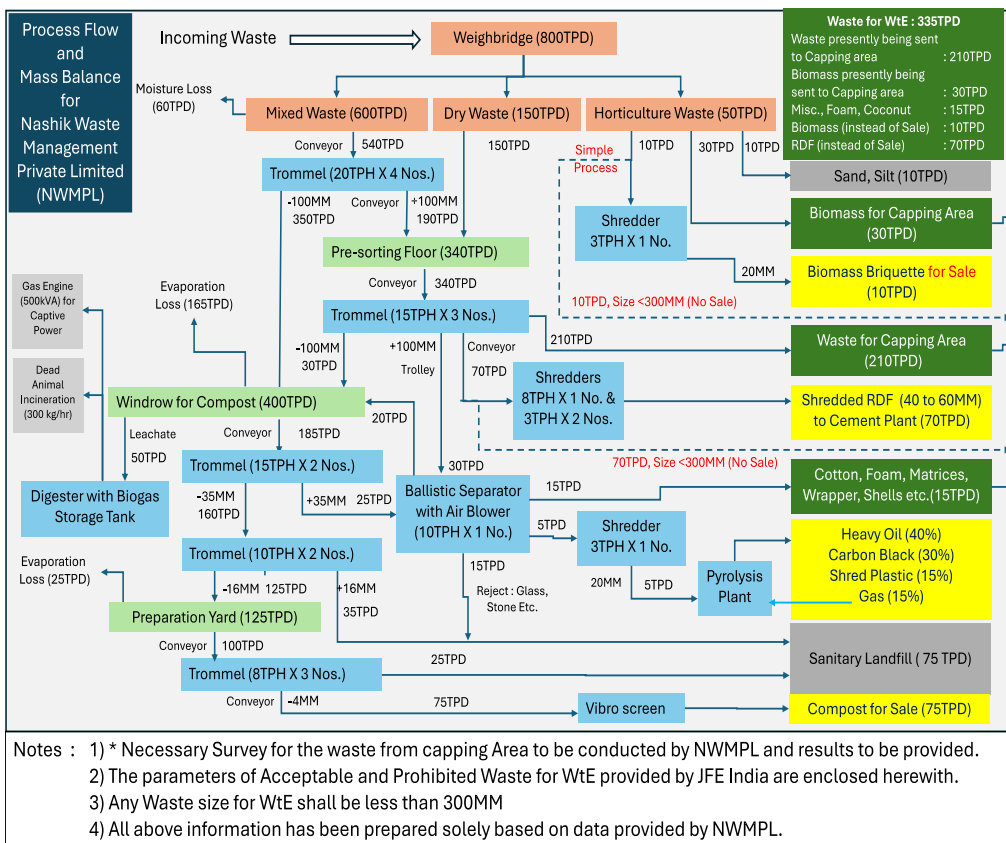 Process Flow
and
Mass Balance
for
Nashik Waste
Management
Private Limited
(NWMPL)
Incoming Waste
Weighbridge (800TPD)
Waste for WtE : 335TPD
Waste presently being sent
to Capping area : 210TPD
Biomass presently being
sent to Capping area : 30TPD
Misc., Foam, Coconut : 15TPD
Biomass (instead of Sale) : 10TPD
RDF (instead of Sale) : 70TPD
Moisture Loss
(60TPD)
Mixed Waste (600TPD)
Dry Waste (150TPD)
Horticulture Waste (50TPD)
Conveyor
540TPD
150TPD
Simple
Process
10TPD
30TPD
10TPD
Trommel (20TPH X 4 Nos.)
Sand, Silt (10TPD)
-100MM
350TPD
Conveyor
+100MM
190TPD
Shredder
3TPH X 1 No.
Biomass for Capping Area
(30TPD)
Pre-sorting Floor (340TPD)
20MM
Biomass Briquette for Sale
(10TPD)
Gas Engine
(500kVA) for
Captive
Power
Evaporation
Loss (165TPD)
Conveyor
340TPD
10TPD, Size <300MM (No Sale)
Trommel (15TPH X 3 Nos.)
210TPD
Waste for Capping Area
(210TPD)
-100MM
30TPD
+100MM
Trolley
Conveyor
70TPD
Dead
Animal
Incineration
(300 kg/hr)
Shredders
8TPH X 1 No. &
3TPH X 2 Nos.
Shredded RDF (40 to 60MM)
to Cement Plant (70TPD)
Windrow for Compost (400TPD)
20TPD
Leachate
50TPD
Conveyor
185TPD
70TPD, Size <300MM (No Sale)
Trommel (15TPH X 2 Nos.)
30TPD
Digester with Biogas
Storage Tank
-35MM
160TPD
+35MM
25TPD
Ballistic Separator
with Air Blower
(10TPH X 1 No.)
15TPD
Cotton, Foam, Matrices,
Wrapper, Shells etc.(15TPD)
5TPD
Shredder
3TPH X 1 No.
Heavy Oil (40%)
Carbon Black (30%)
Shred Plastic (15%)
Gas (15%)
Trommel (10TPH X 2 Nos.)
Evaporation
Loss (25TPD)
-16MM
125TPD
+16MM
35TPD
15TPD
Reject : Glass,
Stone Etc.
20MM
5TPD
Pyrolysis
Plant
Preparation Yard (125TPD)
Conveyor
100TPD
25TPD
Sanitary Landfill ( 75 TPD)
Trommel (8TPH X 3 Nos.)
Conveyor
-4MM
75TPD
Vibro screen
Compost for Sale (75TPD)
Notes : 1) * Necessary Survey for the waste from capping Area to be conducted by NWMPL and results to be provided.
2) The parameters of Acceptable and Prohibited Waste for WtE provided by JFE India are enclosed herewith.
3) Any Waste size for WtE shall be less than 300MM
4) All above information has been prepared solely based on data provided by NWMPL.